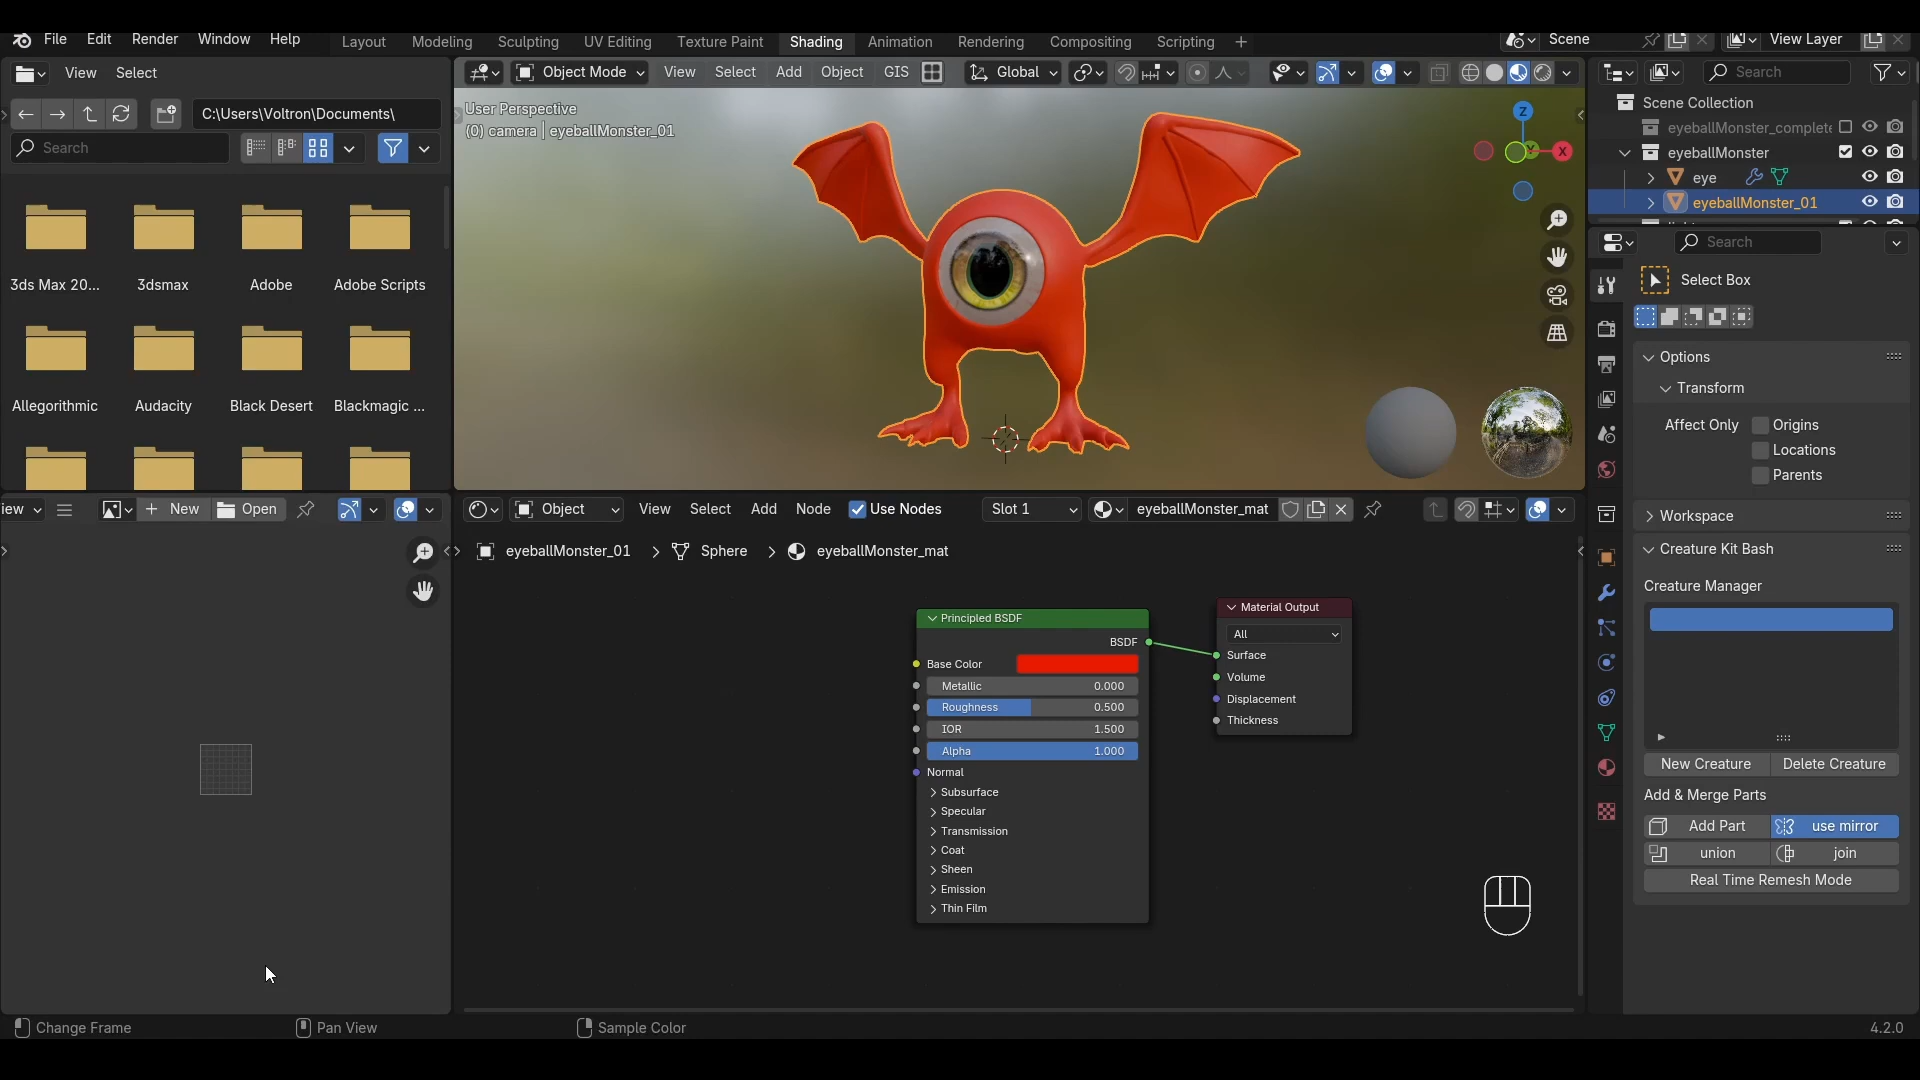 File Edit Render Window Help Layout Modeling Sculpting UV Editing Texture Paint Shading Animation Rendering Compositing Scripting + Scene View Layer
View Select
C:\Users\Voltron\Documents\
Search
3ds Max 20... 3dsmax Adobe Adobe Scripts
Allegorithmic Audacity Black Desert Blackmagic ...
Object Mode View Select Add Object GIS Global
User Perspective
(0) camera | eyeballMonster_01
Z
Y
X
Search
Scene Collection
eyeballMonster_complete
eyeballMonster
eye
eyeballMonster_01
Search
Select Box
Options
Transform
Affect Only Origins
Locations
Parents
Workspace
Creature Kit Bash
Creature Manager
New Creature Delete Creature
Add & Merge Parts
Add Part use mirror
union join
Real Time Remesh Mode
iew New Open
Object View Select Add Node Use Nodes Slot 1 eyeballMonster_mat
eyeballMonster_01 > Sphere > eyeballMonster_mat
Principled BSDF
BSDF
Base Color
Metallic 0.000
Roughness 0.500
IOR 1.500
Alpha 1.000
Normal
Subsurface
Specular
Transmission
Coat
Sheen
Emission
Thin Film
Material Output
All
Surface
Volume
Displacement
Thickness
Change Frame Pan View Sample Color 4.2.0